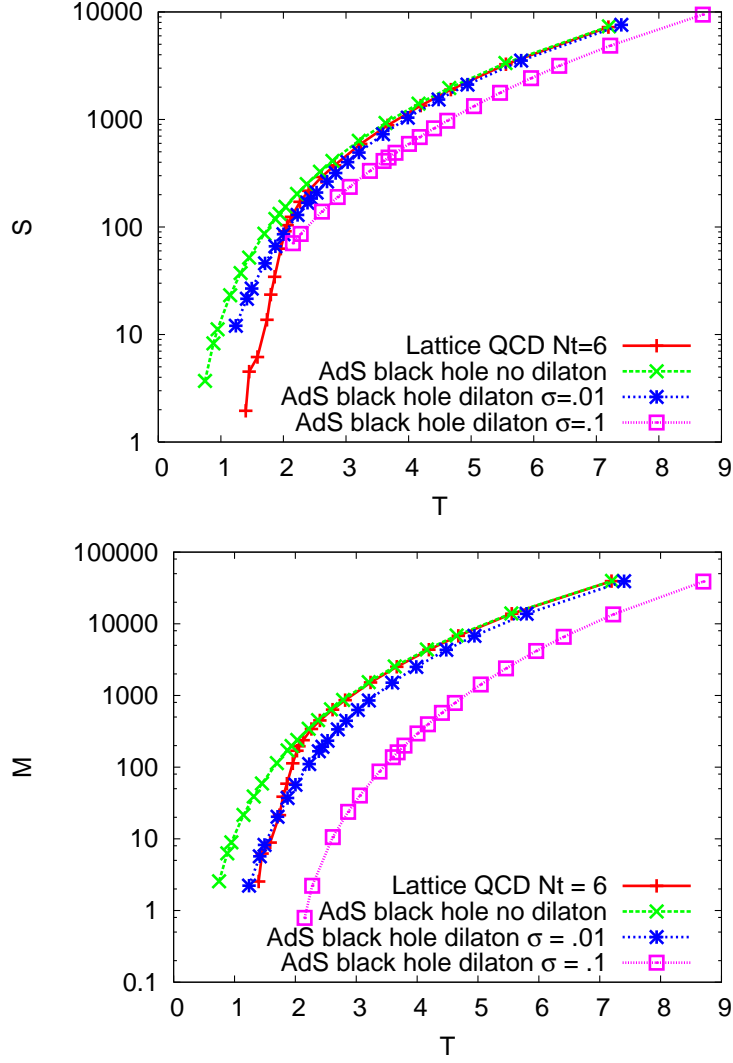 10000
1000
100
10
1
S
Lattice QCD Nt=6
AdS black hole no dilaton
AdS black hole dilaton σ=.01
AdS black hole dilaton σ=.1
0 1 2 3 4 5 6 7 8 9
T
100000
10000
1000
100
10
1
0.1
M
Lattice QCD Nt = 6
AdS black hole no dilaton
AdS black hole dilaton σ = .01
AdS black hole dilaton σ = .1
0 1 2 3 4 5 6 7 8 9
T